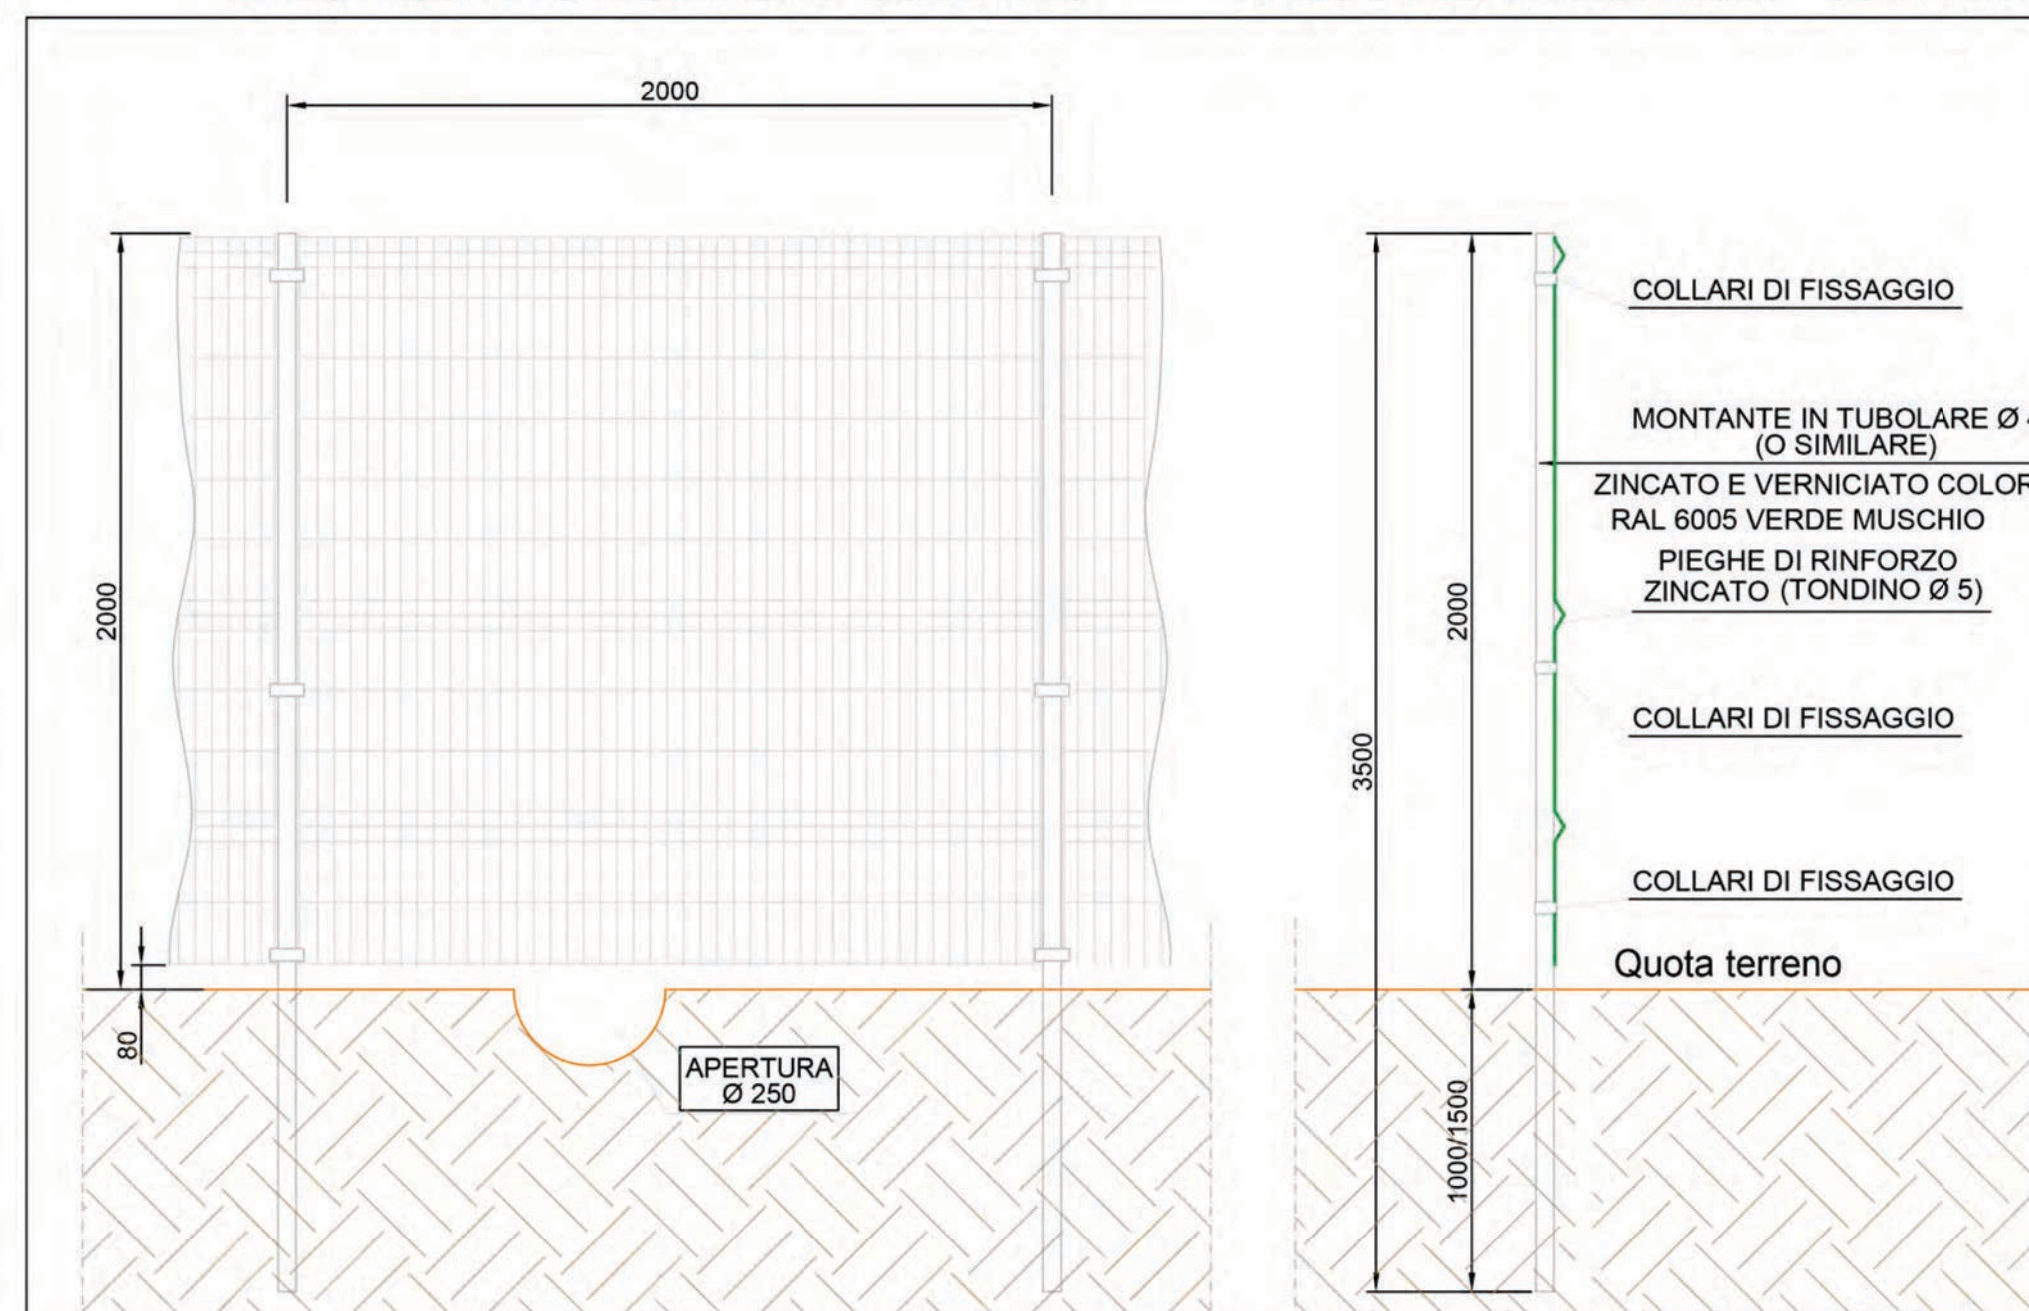 2000
2000
80
APERTURA
Ø 250
3500
2000
1000/1500
COLLARI DI FISSAGGIO
MONTANTE IN TUBOLARE Ø
(O SIMILARE)
ZINCATO E VERNICIATO COLOR
RAL 6005 VERDE MUSCHIO
PIEGHE DI RINFORZO
ZINCATO (TONDINO Ø 5)
COLLARI DI FISSAGGIO
COLLARI DI FISSAGGIO
Quota terreno